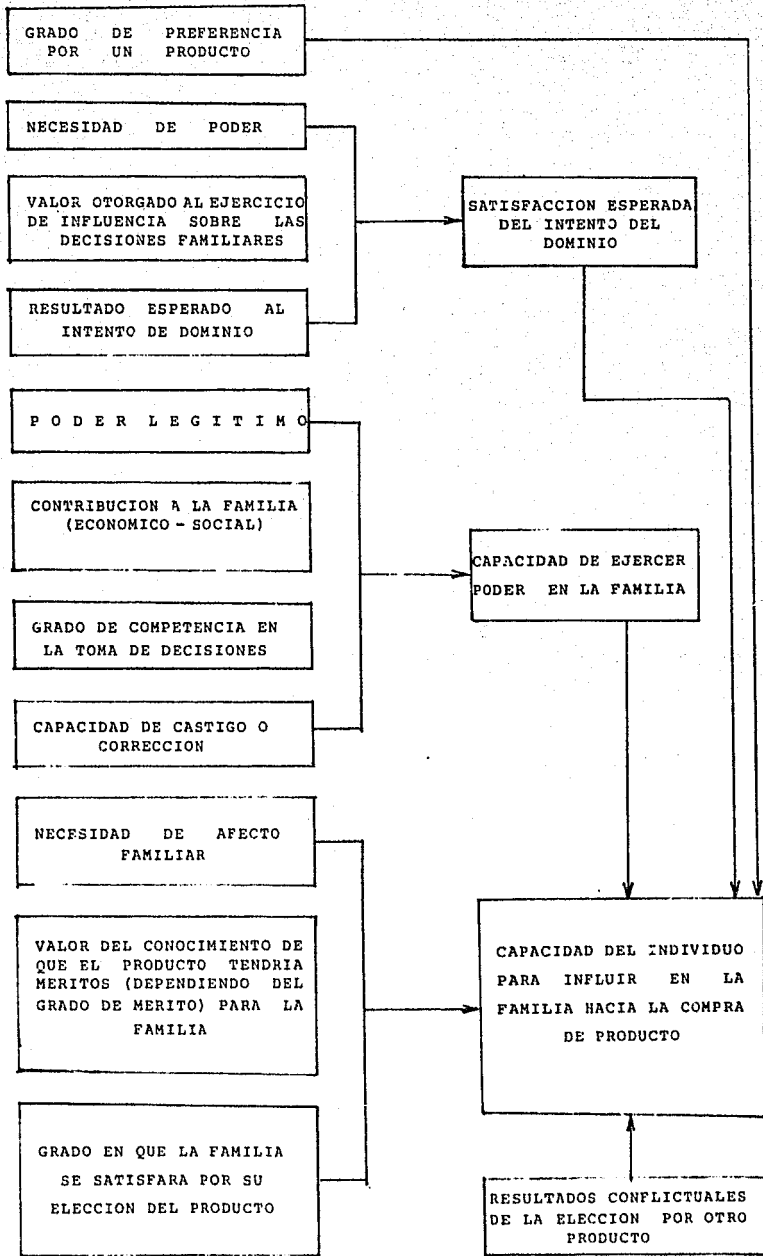 GRADO DE PREFERENCIA
POR UN PRODUCTO
NECESIDAD DE PODER
VALOR OTORGADO AL EJERCICIO
DE INFLUENCIA SOBRE LAS
DECISIONES FAMILIARES
RESULTADO ESPERADO AL
INTENTO DE DOMINIO
SATISFACCION ESPERADA
DEL INTENTO DEL
DOMINIO
PODER LEGITIMO
CONTRIBUCION A LA FAMILIA
(ECONOMICO - SOCIAL)
GRADO DE COMPETENCIA EN
LA TOMA DE DECISIONES
CAPACIDAD DE CASTIGO O
CORRECCION
CAPACIDAD DE EJERCER
PODER EN LA FAMILIA
NECESIDAD DE AFECTO
FAMILIAR
VALOR DEL CONOCIMIENTO DE
QUE EL PRODUCTO TENDRIA
MERITOS (DEPENDIENDO DEL
GRADO DE MERITO) PARA LA
FAMILIA
GRADO EN QUE LA FAMILIA
SE SATISFARA POR SU
ELECCION DEL PRODUCTO
CAPACIDAD DEL INDIVIDUO
PARA INFLUIR EN LA
FAMILIA HACIA LA COMPRA
DE PRODUCTO
RESULTADOS CONFLICTUALES
DE LA ELECCION POR OTRO
PRODUCTO